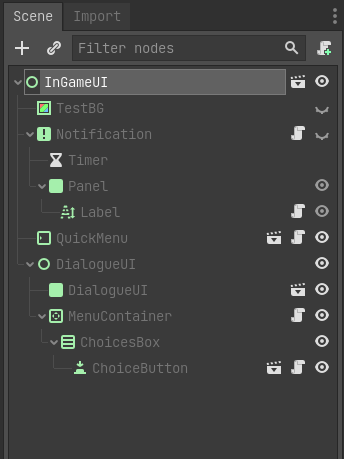 Scene Import
Filter nodes
InGameUI
TestBG
Notification
Timer
Panel
Label
QuickMenu
DialogueUI
DialogueUI
MenuContainer
ChoicesBox
ChoiceButton